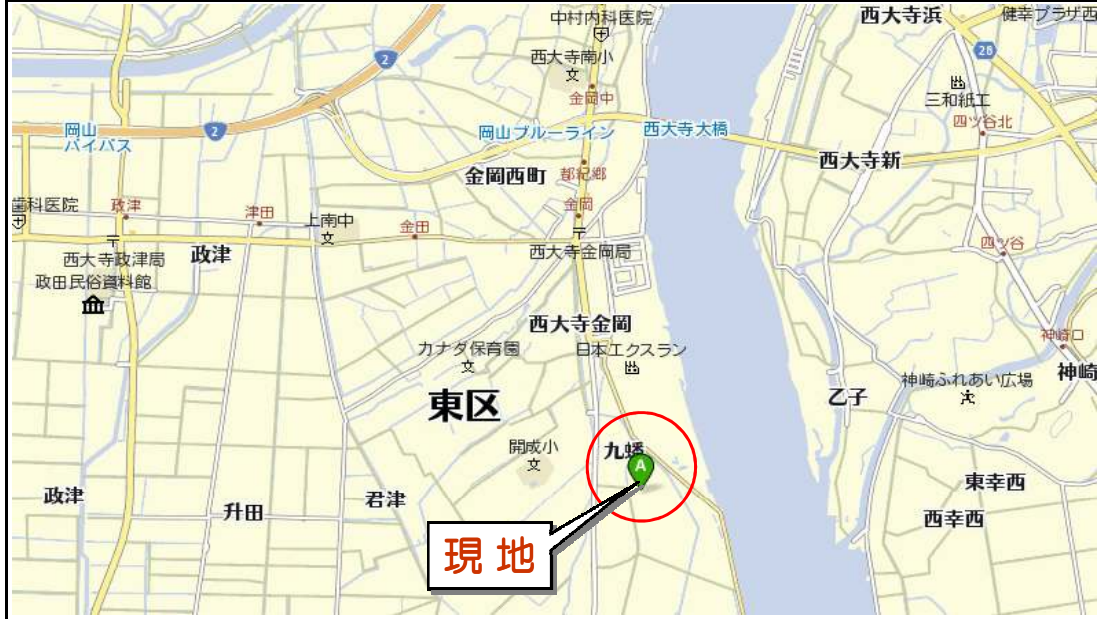 中村内科医院
西大寺浜
健幸プラザ西
2
西大寺南小
28
金岡中
三和紙工
岡山
バイパス
2
岡山ブルーライン
西大寺大橋
四ツ谷北
西大寺新
金岡西町
都紀郷
歯科医院
政津
津田
上南中
金田
金岡
西大寺政津局
政津
西大寺金岡局
四ツ谷
政田民俗資料館
西大寺金岡
神崎口
カナダ保育園
日本エクスラン
神崎ふれあい広場
神崎
東区
乙子
開成小
九蟠
A
東幸西
政津
升田
君津
西幸西
現地